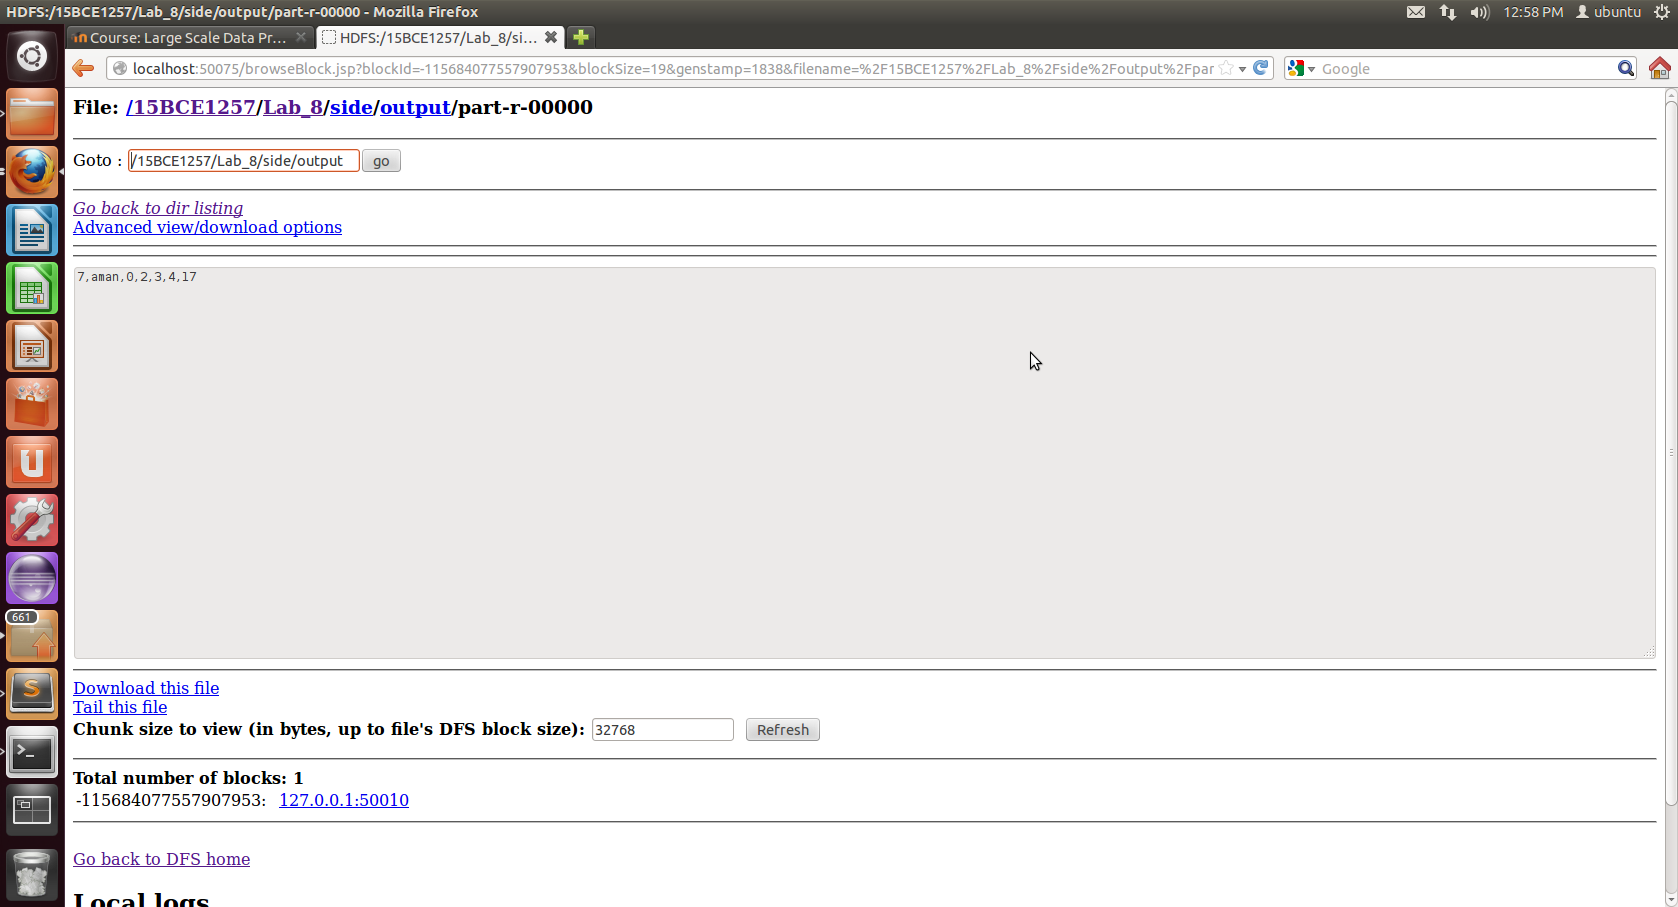 HDFS:/15BCE1257/Lab_8/side/output/part-r-00000 - Mozilla Firefox
12:58 PM ubuntu
Course: Large Scale Data Pr...
HDFS:/15BCE1257/Lab_8/si...
localhost:50075/browseBlock.jsp?blockId=-115684077557907953&blockSize=19&genstamp=1838&filename=%2F15BCE1257%2FLab_8%2Fside%2Foutput%2Fpar
Google
File: /15BCE1257/Lab_8/side/output/part-r-00000
Goto : /15BCE1257/Lab_8/side/output go
Go back to dir listing
Advanced view/download options
7,aman,0,2,3,4,17
661
Download this file
Tail this file
Chunk size to view (in bytes, up to file's DFS block size): 32768 Refresh
Total number of blocks: 1
-115684077557907953: 127.0.0.1:50010
Go back to DFS home
Local logs